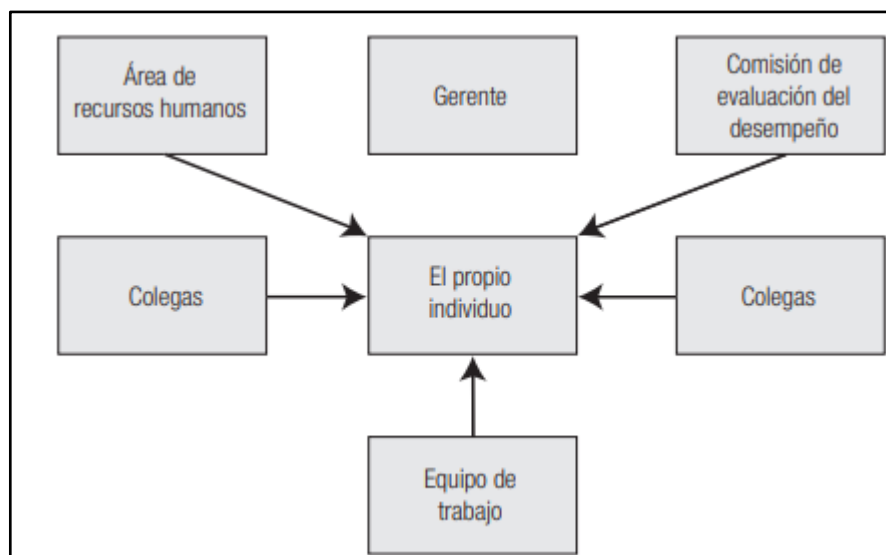 Área de
recursos humanos
Gerente
Comisión de
evaluación del
desempeño
Colegas
El propio
individuo
Colegas
Equipo de
trabajo